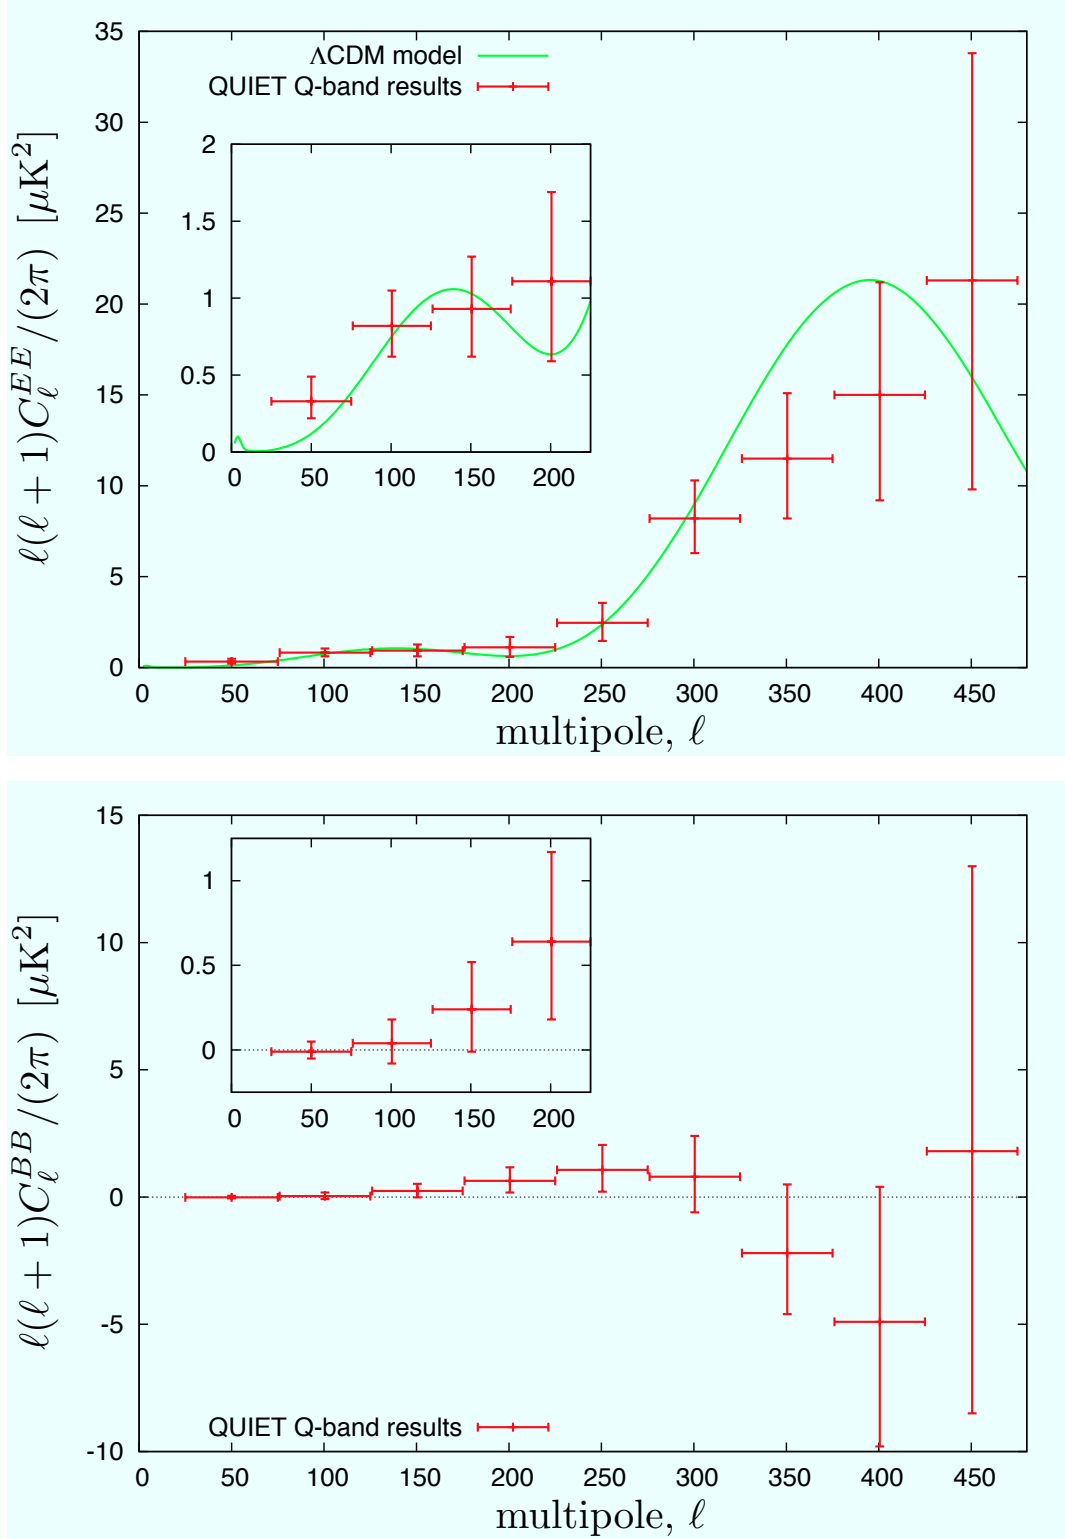 ΛCDM model
QUIET Q-band results
35
30
25
20
15
10
5
0
0 50 100 150 200 250 300 350 400 450
2
1.5
1
0.5
0
0 50 100 150 200
ℓ(ℓ + 1)C_ℓ^{EE}/(2π) [μK²]
multipole, ℓ
15
10
5
0
-5
-10
0 50 100 150 200 250 300 350 400 450
1
0.5
0
0 50 100 150 200
QUIET Q-band results
ℓ(ℓ + 1)C_ℓ^{BB}/(2π) [μK²]
multipole, ℓ